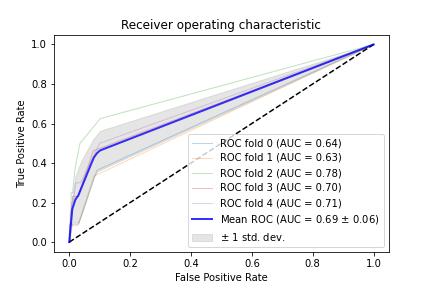 Receiver operating characteristic
True Positive Rate
1.0
0.8
0.6
0.4
0.2
0.0
ROC fold 0 (AUC = 0.64)
ROC fold 1 (AUC = 0.63)
ROC fold 2 (AUC = 0.78)
ROC fold 3 (AUC = 0.70)
ROC fold 4 (AUC = 0.71)
Mean ROC (AUC = 0.69 ± 0.06)
± 1 std. dev.
0.0 0.2 0.4 0.6 0.8 1.0
False Positive Rate